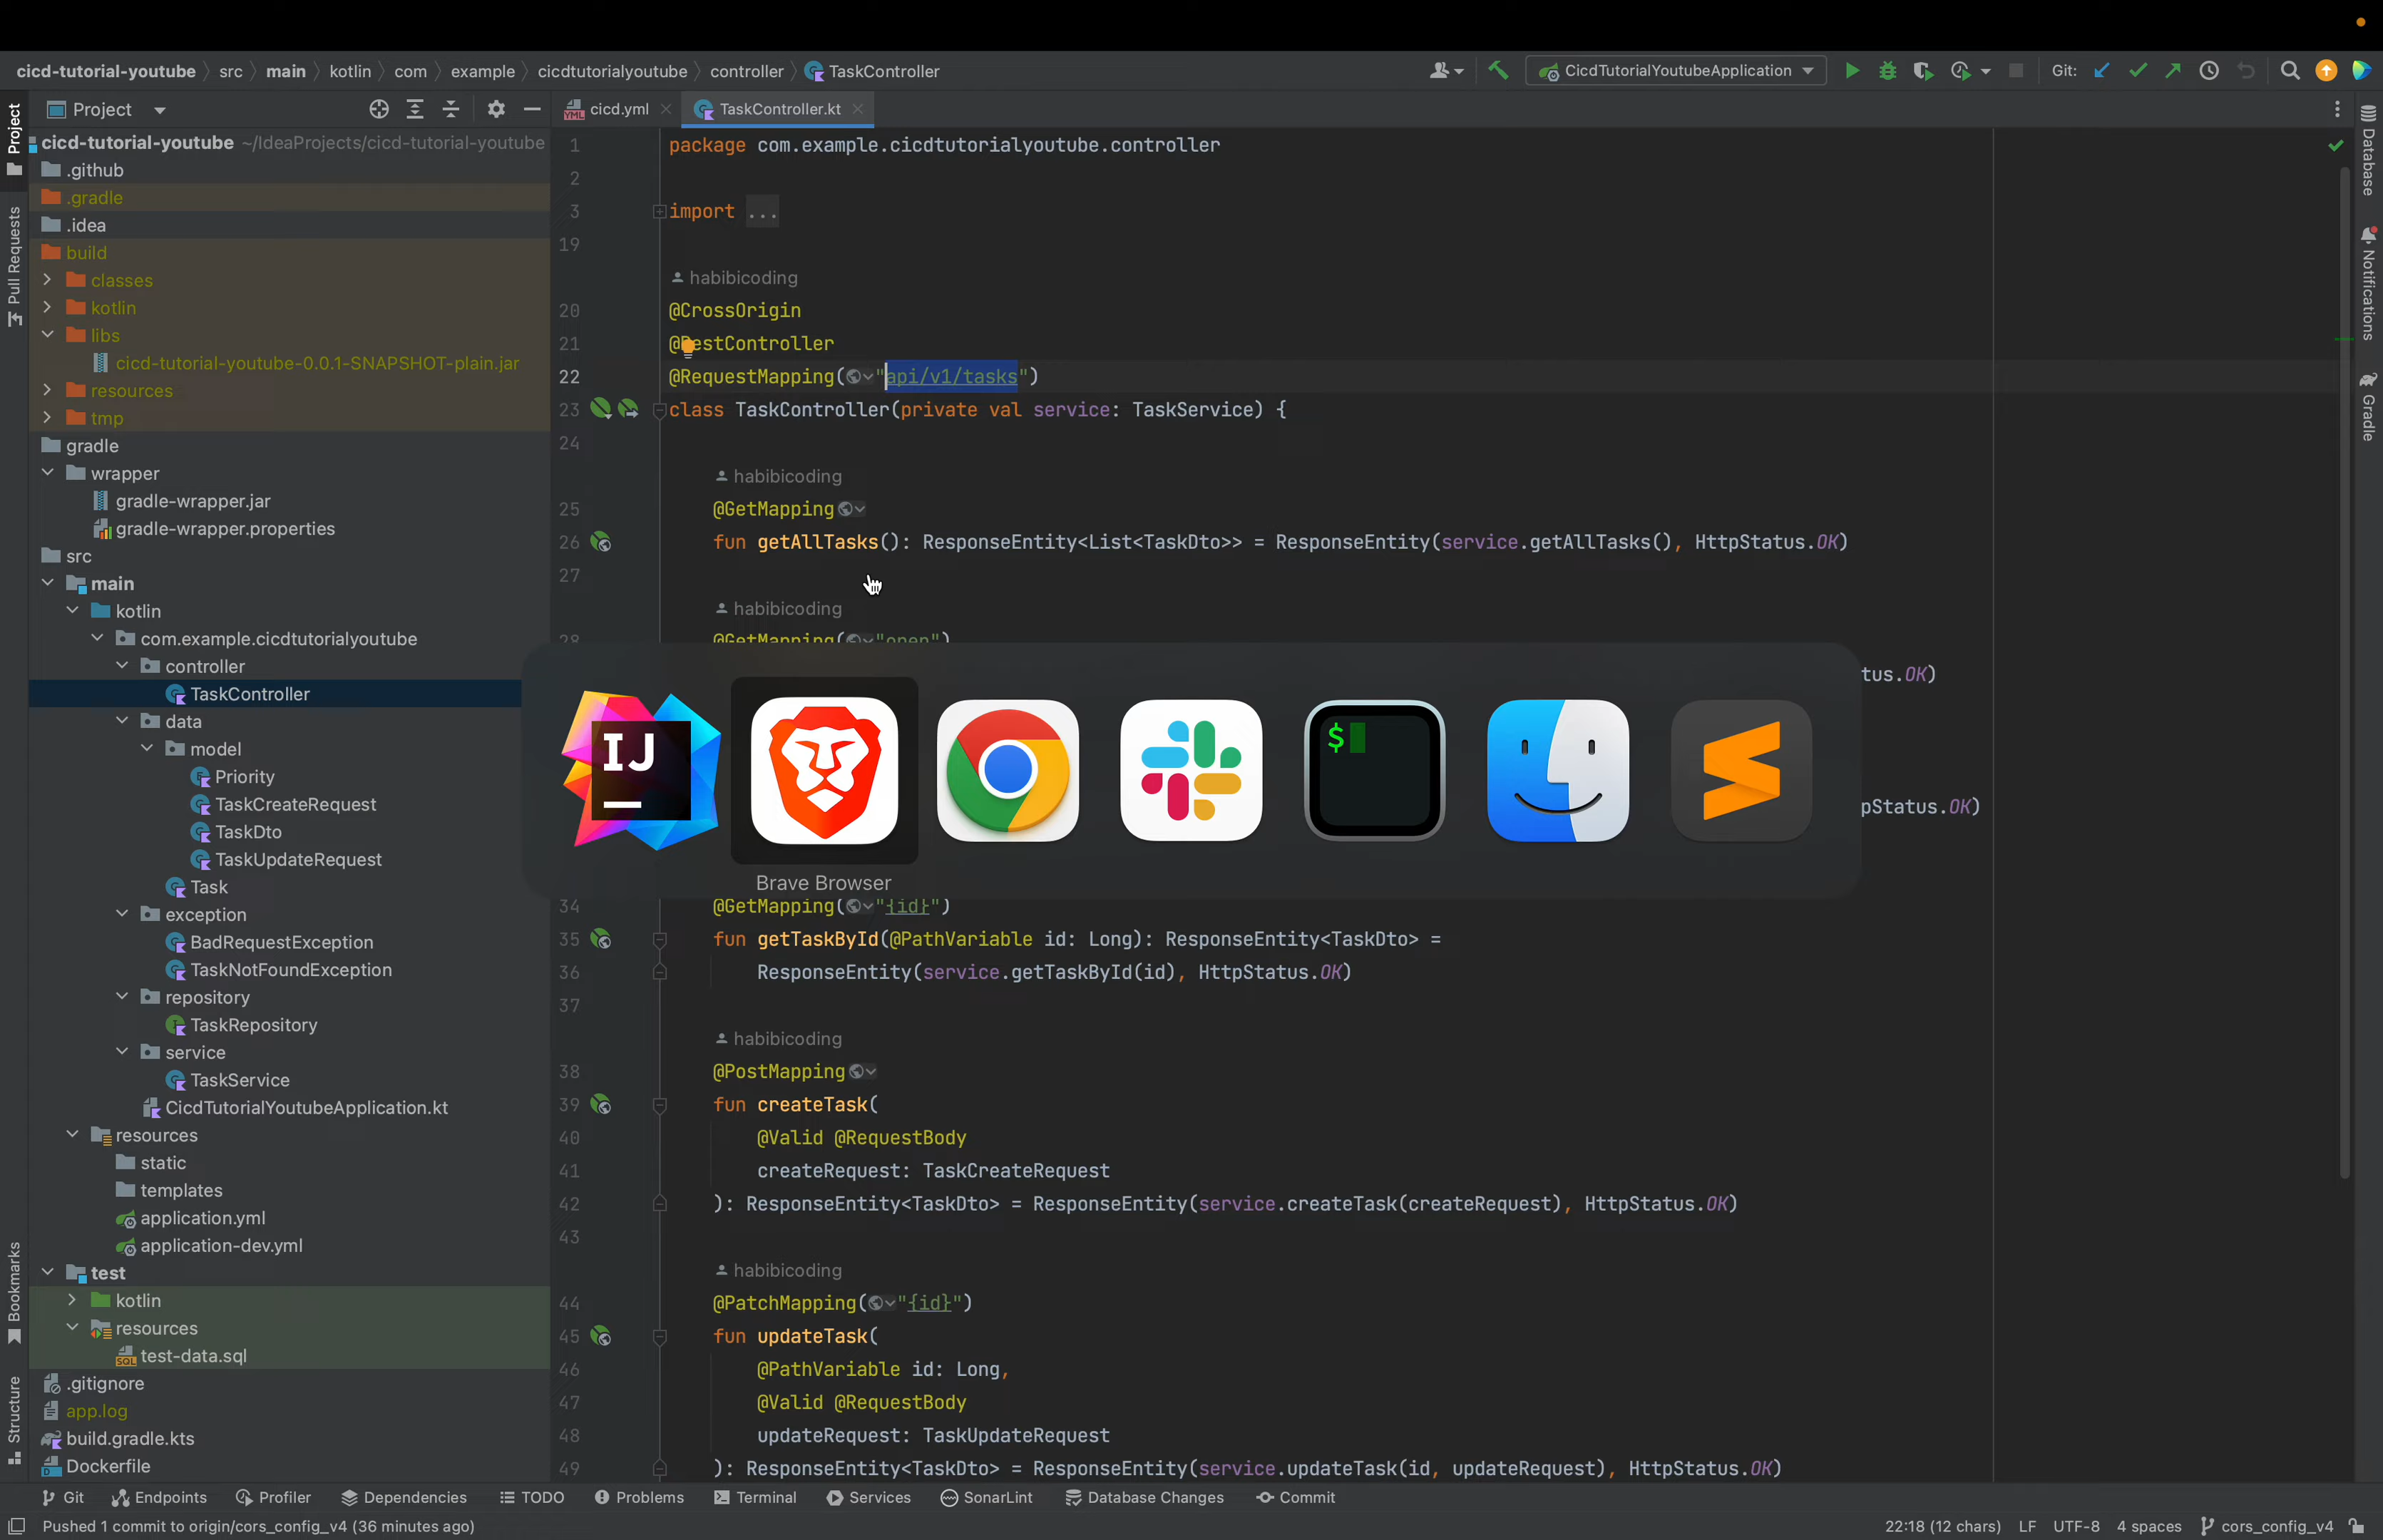 cicd-tutorial-youtube src main kotlin com example cicdtutorialyoutube controller TaskController
CicdTutorialYoutubeApplication
Git:
Project
cicd.yml
TaskController.kt
Project
Pull Requests
Bookmarks
Structure
cicd-tutorial-youtube ~/IdeaProjects/cicd-tutorial-youtube
.github
.gradle
.idea
build
classes
kotlin
libs
cicd-tutorial-youtube-0.0.1-SNAPSHOT-plain.jar
resources
tmp
gradle
wrapper
gradle-wrapper.jar
gradle-wrapper.properties
src
main
kotlin
com.example.cicdtutorialyoutube
controller
TaskController
data
model
Priority
TaskCreateRequest
TaskDto
TaskUpdateRequest
Task
exception
BadRequestException
TaskNotFoundException
repository
TaskRepository
service
TaskService
CicdTutorialYoutubeApplication.kt
resources
static
templates
application.yml
application-dev.yml
test
kotlin
resources
test-data.sql
.gitignore
app.log
build.gradle.kts
Dockerfile
1 package com.example.cicdtutorialyoutube.controller
2
3 import ...
19
habibicoding
20 @CrossOrigin
21 @RestController
22 @RequestMapping("api/v1/tasks")
23 class TaskController(private val service: TaskService) {
24
habibicoding
25 @GetMapping
26 fun getAllTasks(): ResponseEntity<List<TaskDto>> = ResponseEntity(service.getAllTasks(), HttpStatus.OK)
27
habibicoding
28 @GetMapping("open")
tus.OK)
pStatus.OK)
IJ
$
Brave Browser
34 @GetMapping("{id}")
35 fun getTaskById(@PathVariable id: Long): ResponseEntity<TaskDto> =
36 ResponseEntity(service.getTaskById(id), HttpStatus.OK)
37
habibicoding
38 @PostMapping
39 fun createTask(
40 @Valid @RequestBody
41 createRequest: TaskCreateRequest
42 ): ResponseEntity<TaskDto> = ResponseEntity(service.createTask(createRequest), HttpStatus.OK)
43
habibicoding
44 @PatchMapping("{id}")
45 fun updateTask(
46 @PathVariable id: Long,
47 @Valid @RequestBody
48 updateRequest: TaskUpdateRequest
49 ): ResponseEntity<TaskDto> = ResponseEntity(service.updateTask(id, updateRequest), HttpStatus.OK)
Database
Notifications
Gradle
Git Endpoints Profiler Dependencies TODO Problems Terminal Services SonarLint Database Changes Commit
Pushed 1 commit to origin/cors_config_v4 (36 minutes ago)
22:18 (12 chars) LF UTF-8 4 spaces cors_config_v4